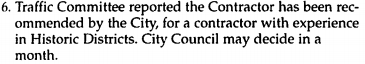 6. Traffic Committee reported the Contractor has been rec-
ommended by the City, for a contractor with experience
in Historic Districts. City Council may decide in a
month.